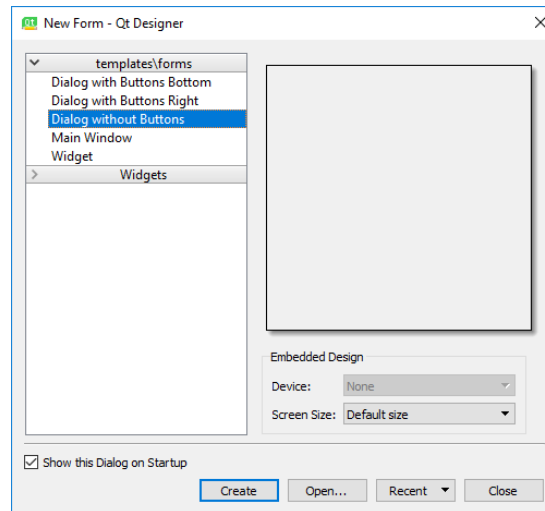 New Form - Qt Designer
templates\forms
Dialog with Buttons Bottom
Dialog with Buttons Right
Dialog without Buttons
Main Window
Widget
Widgets
Embedded Design
Device: None
Screen Size: Default size
Show this Dialog on Startup
Create Open... Recent Close